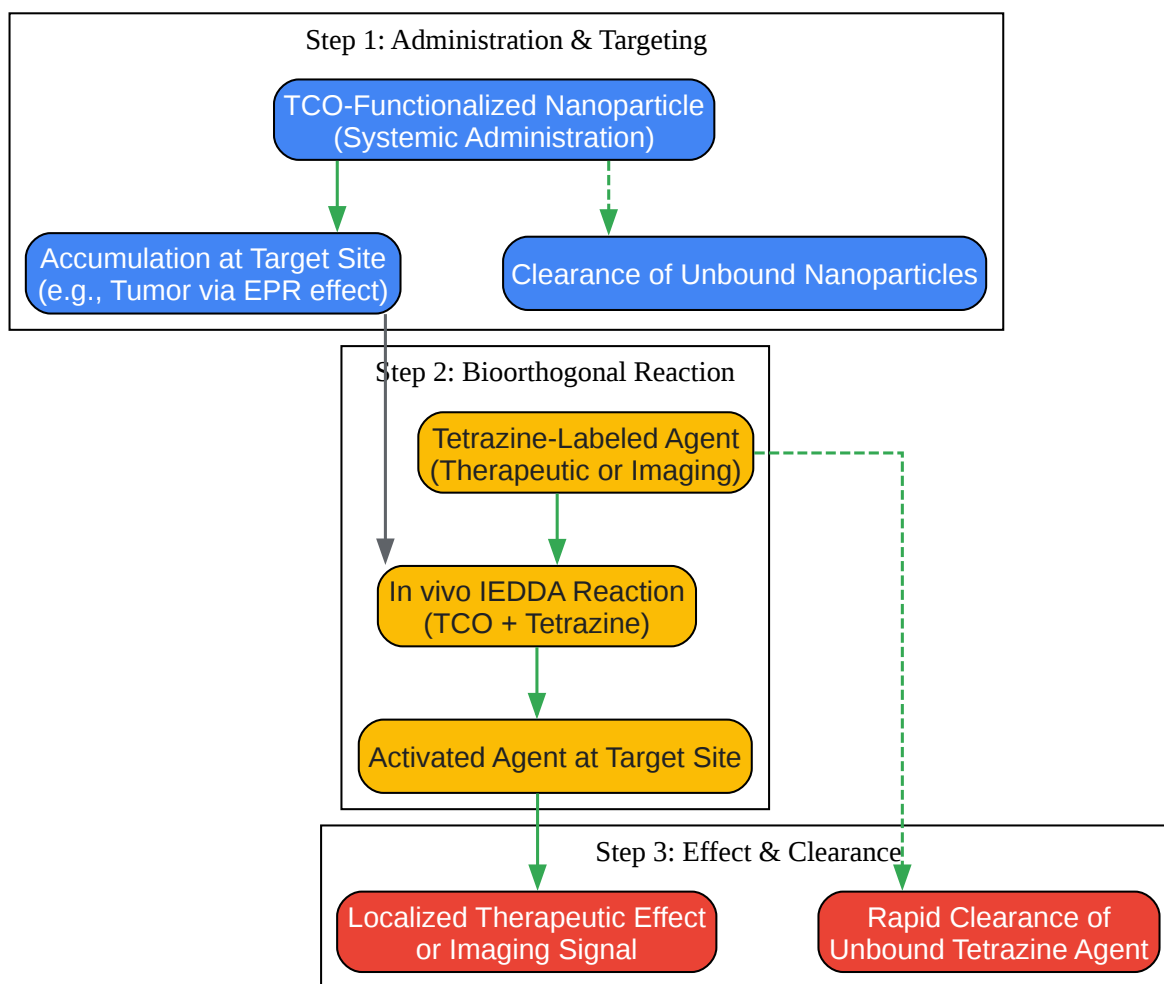 Step 1: Administration & Targeting
TCO-Functionalized Nanoparticle
(Systemic Administration)
Accumulation at Target Site
(e.g., Tumor via EPR effect)
Clearance of Unbound Nanoparticles
Step 2: Bioorthogonal Reaction
Tetrazine-Labeled Agent
(Therapeutic or Imaging)
In vivo IEDDA Reaction
(TCO + Tetrazine)
Activated Agent at Target Site
Step 3: Effect & Clearance
Localized Therapeutic Effect
or Imaging Signal
Rapid Clearance of
Unbound Tetrazine Agent